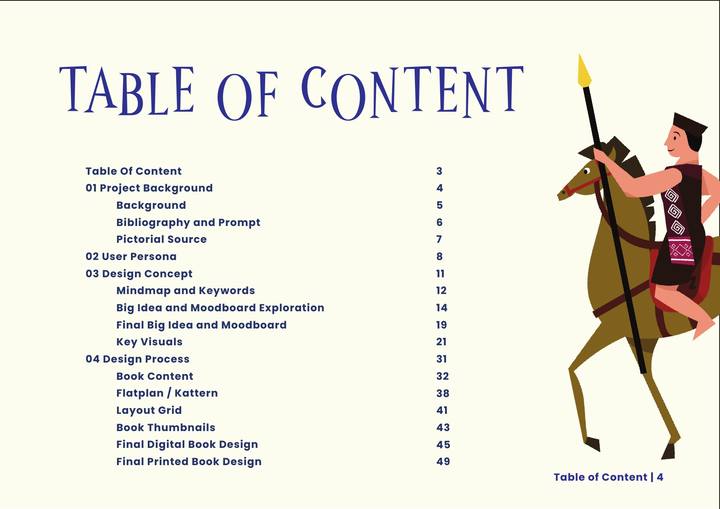 TABLE OF CONTENT
Table Of Content 3
01 Project Background 4
Background 5
Bibliography and Prompt 6
Pictorial Source 7
02 User Persona 8
03 Design Concept 11
Mindmap and Keywords 12
Big Idea and Moodboard Exploration 14
Final Big Idea and Moodboard 19
Key Visuals 21
04 Design Process 31
Book Content 32
Flatplan / Kattern 38
Layout Grid 41
Book Thumbnails 43
Final Digital Book Design 45
Final Printed Book Design 49
Table of Content | 4